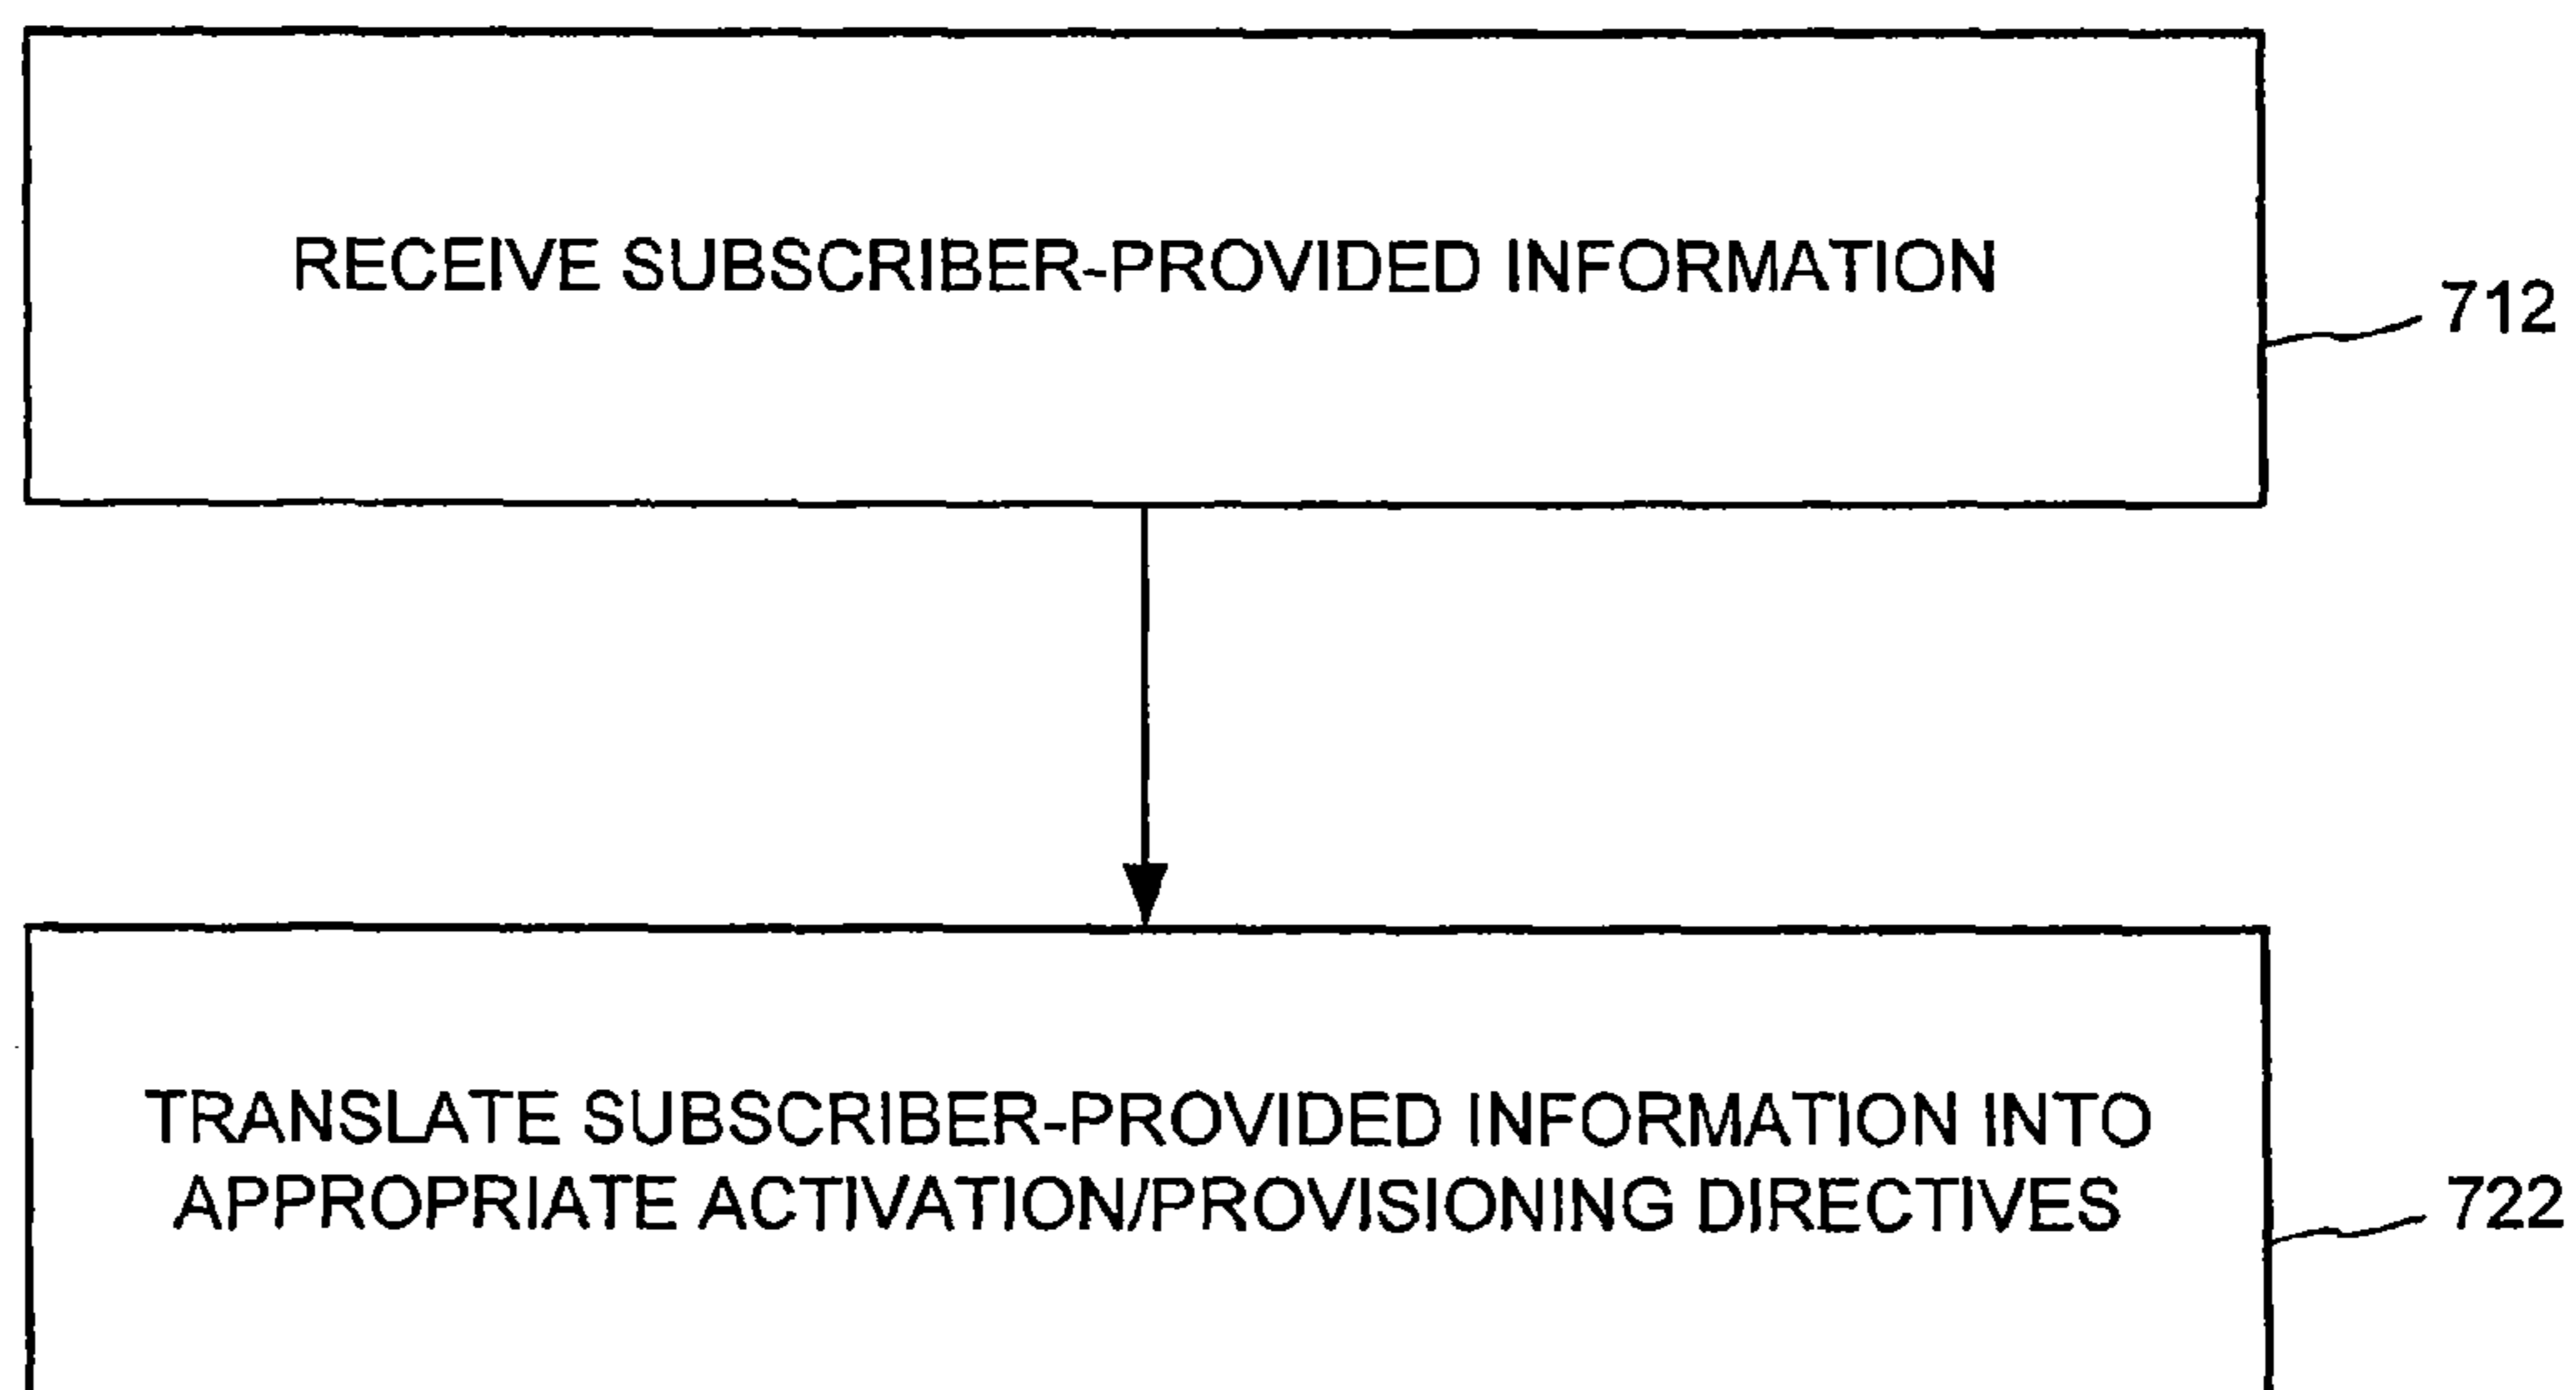 RECEIVE SUBSCRIBER-PROVIDED INFORMATION
712
TRANSLATE SUBSCRIBER-PROVIDED INFORMATION INTO
APPROPRIATE ACTIVATION/PROVISIONING DIRECTIVES
722